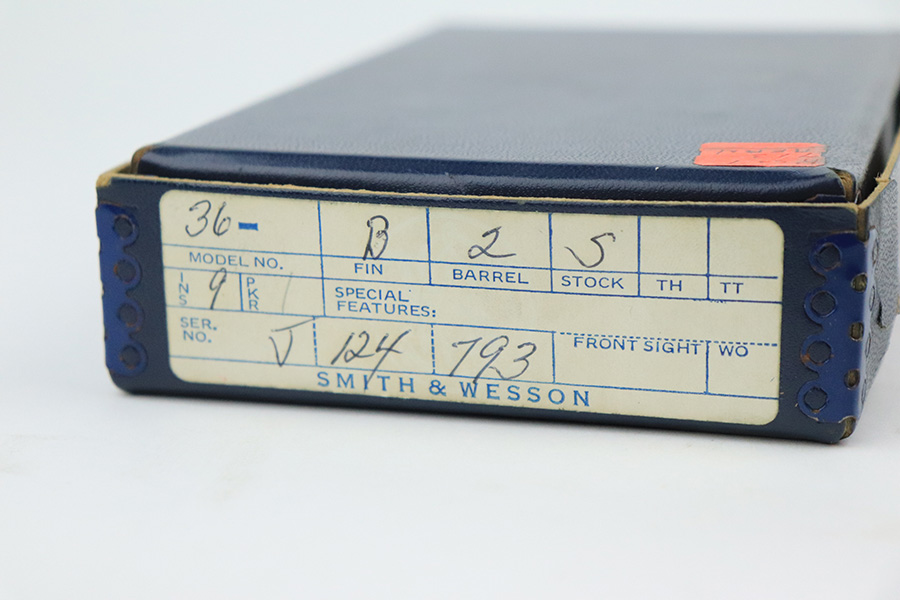 36- B 2 S
MODEL NO. FIN BARREL STOCK TH TT
INS 9 PKR 1 SPECIAL FEATURES:
SER. NO. J 124 793 FRONT SIGHT WO
SMITH & WESSON